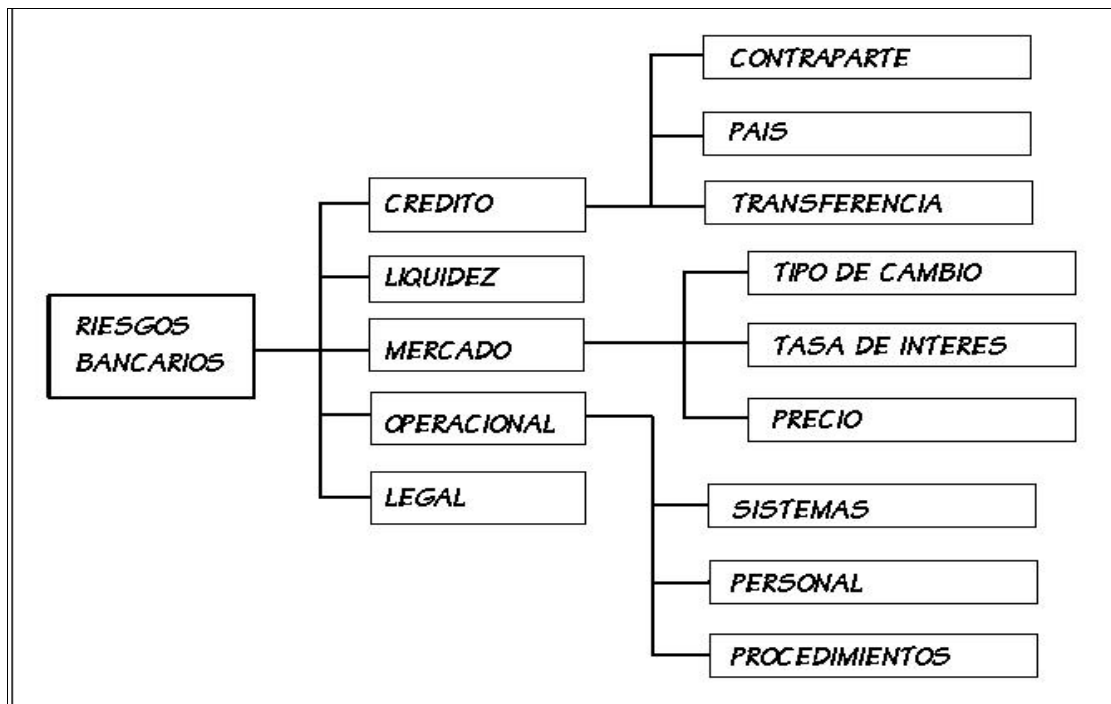 RIESGOS
BANCARIOS
CREDITO
LIQUIDEZ
MERCADO
OPERACIONAL
LEGAL
CONTRAPARTE
PAIS
TRANSFERENCIA
TIPO DE CAMBIO
TASA DE INTERES
PRECIO
SISTEMAS
PERSONAL
PROCEDIMIENTOS